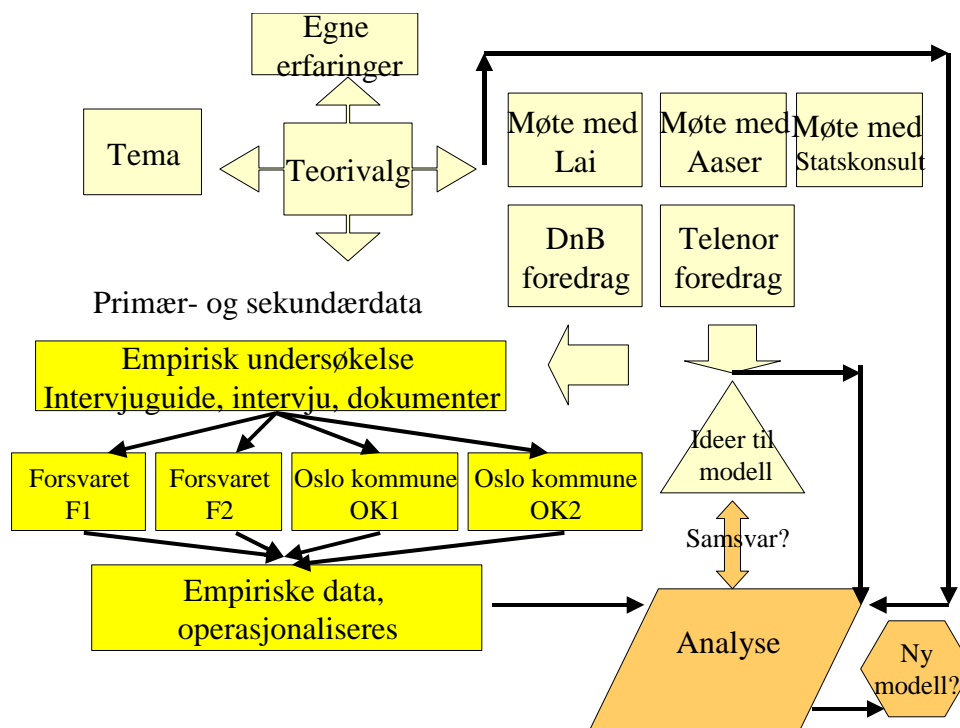 Egne
erfaringer
Tema
Teorivalg
Møte med
Lai
Møte med
Aaser
Møte med
Statskonsult
DnB
foredrag
Telenor
foredrag
Primær- og sekundærdata
Empirisk undersøkelse
Intervjuguide, intervju, dokumenter
Forsvaret
F1
Forsvaret
F2
Oslo kommune
OK1
Oslo kommune
OK2
Ideer til
modell
Samsvar?
Empiriske data,
operasjonaliseres
Analyse
Ny
modell?